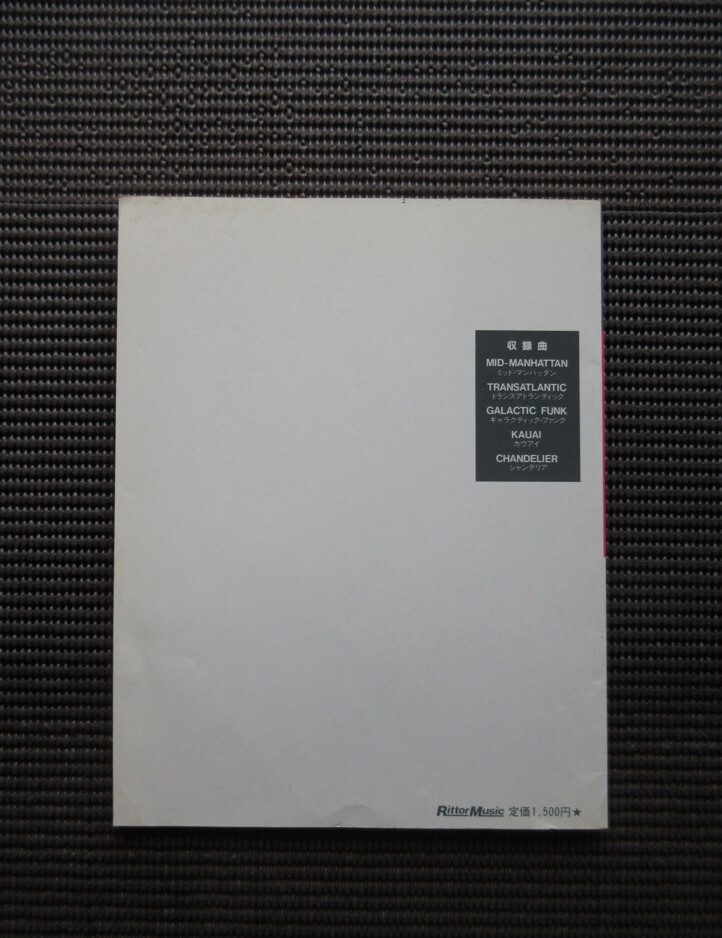 収録曲
MID-MANHATTAN
ミッド・マンハッタン
TRANSATLANTIC
トランスアトランティック
GALACTIC FUNK
ギャラクティック・ファンク
KAUAI
カウアイ
CHANDELIER
シャンデリア
RittorMusic 定価1,500円★